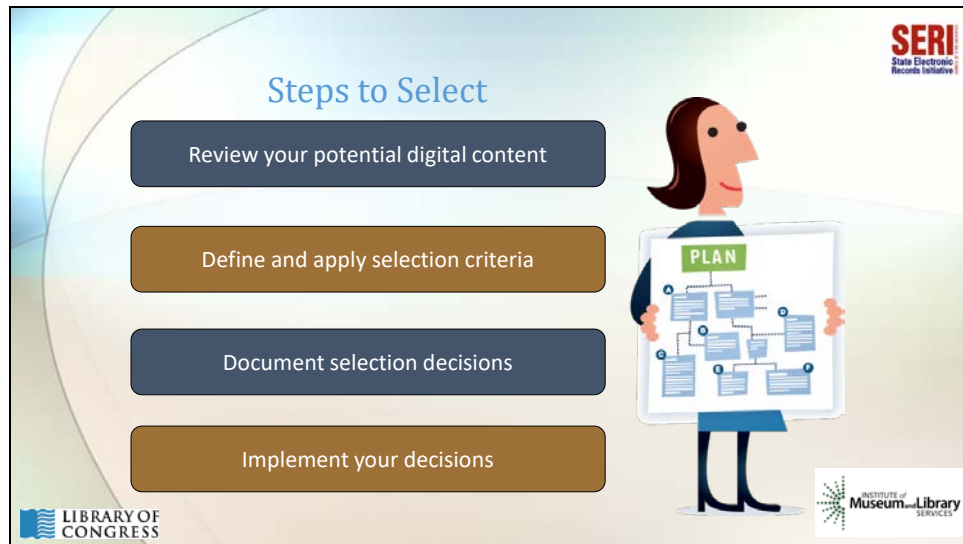 SERI
State Electronic
Records Initiative
Steps to Select
Review your potential digital content
Define and apply selection criteria
Document selection decisions
Implement your decisions
PLAN
A
B
C
D
E
F
LIBRARY OF
CONGRESS
INSTITUTE of
Museum and Library
SERVICES